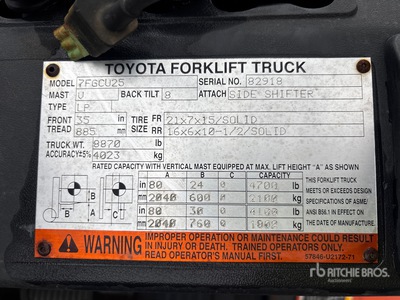 TOYOTA FORKLIFT TRUCK
MODEL 7FGCU25 SERIAL NO. 82918
MAST V BACK TILT 8 ATTACH SIDE SHIFTER
TYPE LP
FRONT 35 in TIRE FR 21x7x15/SOLID
TREAD 885 mm SIZE RR 16x6x10-1/2/SOLID
TRUCK WT. 8870 lb
ACCURACY±5% 4023 kg
RATED CAPACITY WITH VERTICAL MAST EQUIPPED AT MAX. LIFT HEIGHT "A" AS SHOWN
A B C CAPACITY
in 80 24 0 4700 lb
mm 2040 600 0 2100 kg
in 80 30 0 lb
mm 2040 760 0 kg
A
B C
THIS FORKLIFT TRUCK
MEETS OR EXCEEDS DESIGN
SPECIFICATIONS OF ASME/
ANSI B56.1 IN EFFECT ON
THE DATE OF MANUFACTURE.
WARNING IMPROPER OPERATION OR MAINTENANCE COULD RESULT
IN INJURY OR DEATH. TRAINED OPERATORS ONLY.
READ OPERATOR'S MANUAL FIRST.
57846-U2172-71
rb RITCHIE BROS.